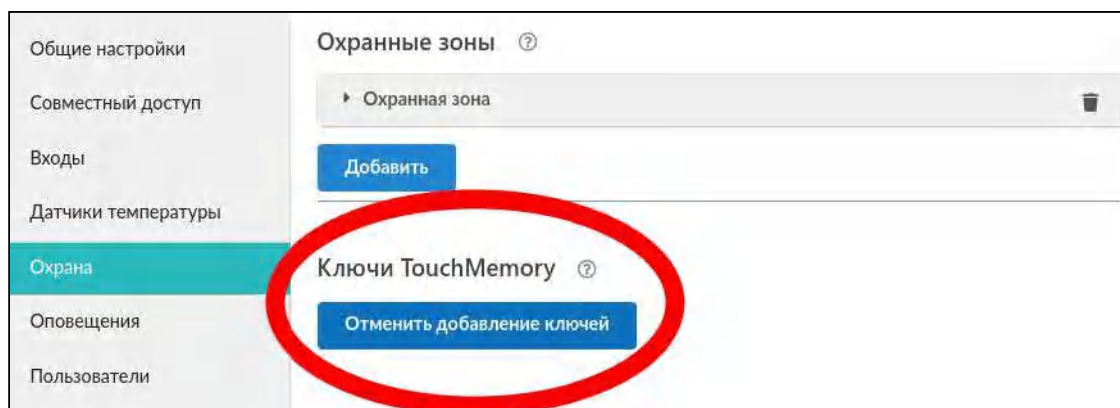 Общие настройки
Совместный доступ
Входы
Датчики температуры
Охрана
Оповещения
Пользователи
Охранные зоны
Охранная зона
Добавить
Ключи TouchMemory
Отменить добавление ключей